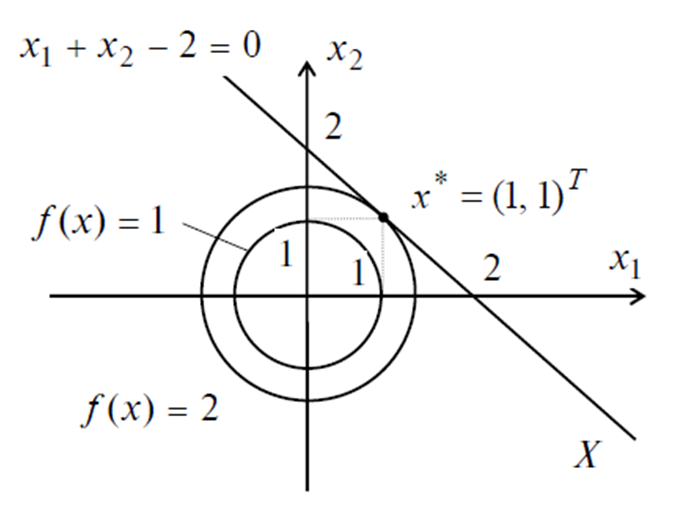 x₁ + x₂ − 2 = 0
x₂
2
x* = (1, 1)ᵀ
f(x) = 1
1
1
2
x₁
f(x) = 2
X